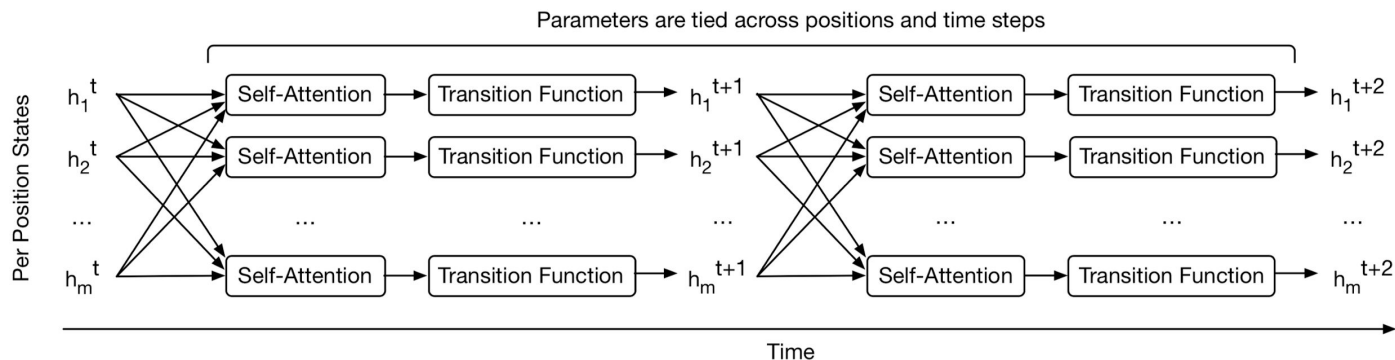 Parameters are tied across positions and time steps
Per Position States
h₁ᵗ Self-Attention Transition Function h₁ᵗ⁺¹ Self-Attention Transition Function h₁ᵗ⁺²
h₂ᵗ Self-Attention Transition Function h₂ᵗ⁺¹ Self-Attention Transition Function h₂ᵗ⁺²
... ... ... ... ... ... ...
hₘᵗ Self-Attention Transition Function hₘᵗ⁺¹ Self-Attention Transition Function hₘᵗ⁺²
Time